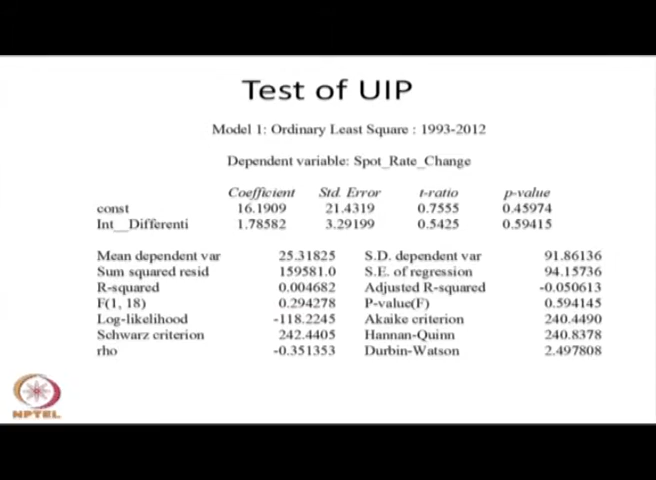 Test of UIP
Model 1: Ordinary Least Square : 1993-2012
Dependent variable: Spot_Rate_Change
Coefficient Std. Error t-ratio p-value
const 16.1909 21.4319 0.7555 0.45974
Int__Differenti 1.78582 3.29199 0.5425 0.59415
Mean dependent var 25.31825 S.D. dependent var 91.86136
Sum squared resid 159581.0 S.E. of regression 94.15736
R-squared 0.004682 Adjusted R-squared -0.050613
F(1, 18) 0.294278 P-value(F) 0.594145
Log-likelihood -118.2245 Akaike criterion 240.4490
Schwarz criterion 242.4405 Hannan-Quinn 240.8378
rho -0.351353 Durbin-Watson 2.497808
NPTEL